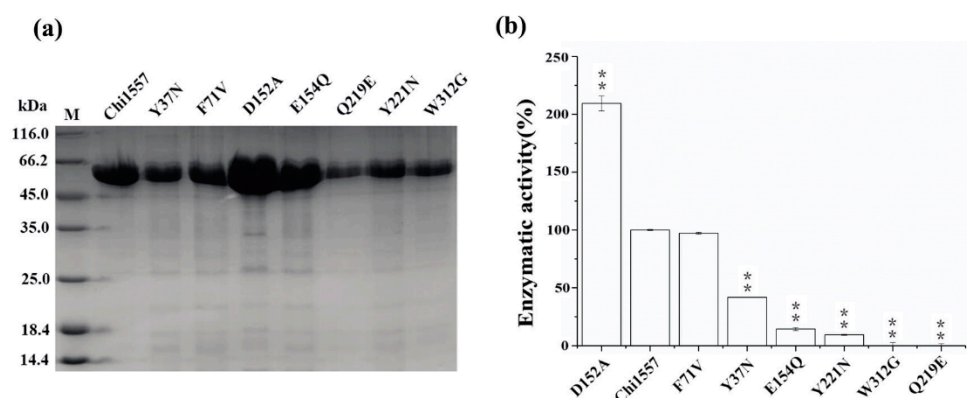 (a)
kDa M Chi1557 Y37N F71V D152A E154Q Q219E Y221N W312G
116.0
66.2
45.0
35.0
25.0
18.4
14.4
(b)
Enzymatic activity(%)
250
200
150
100
50
0
** ** ** ** ** **
D152A Chi1557 F71V Y37N E154Q Y221N W312G Q219E